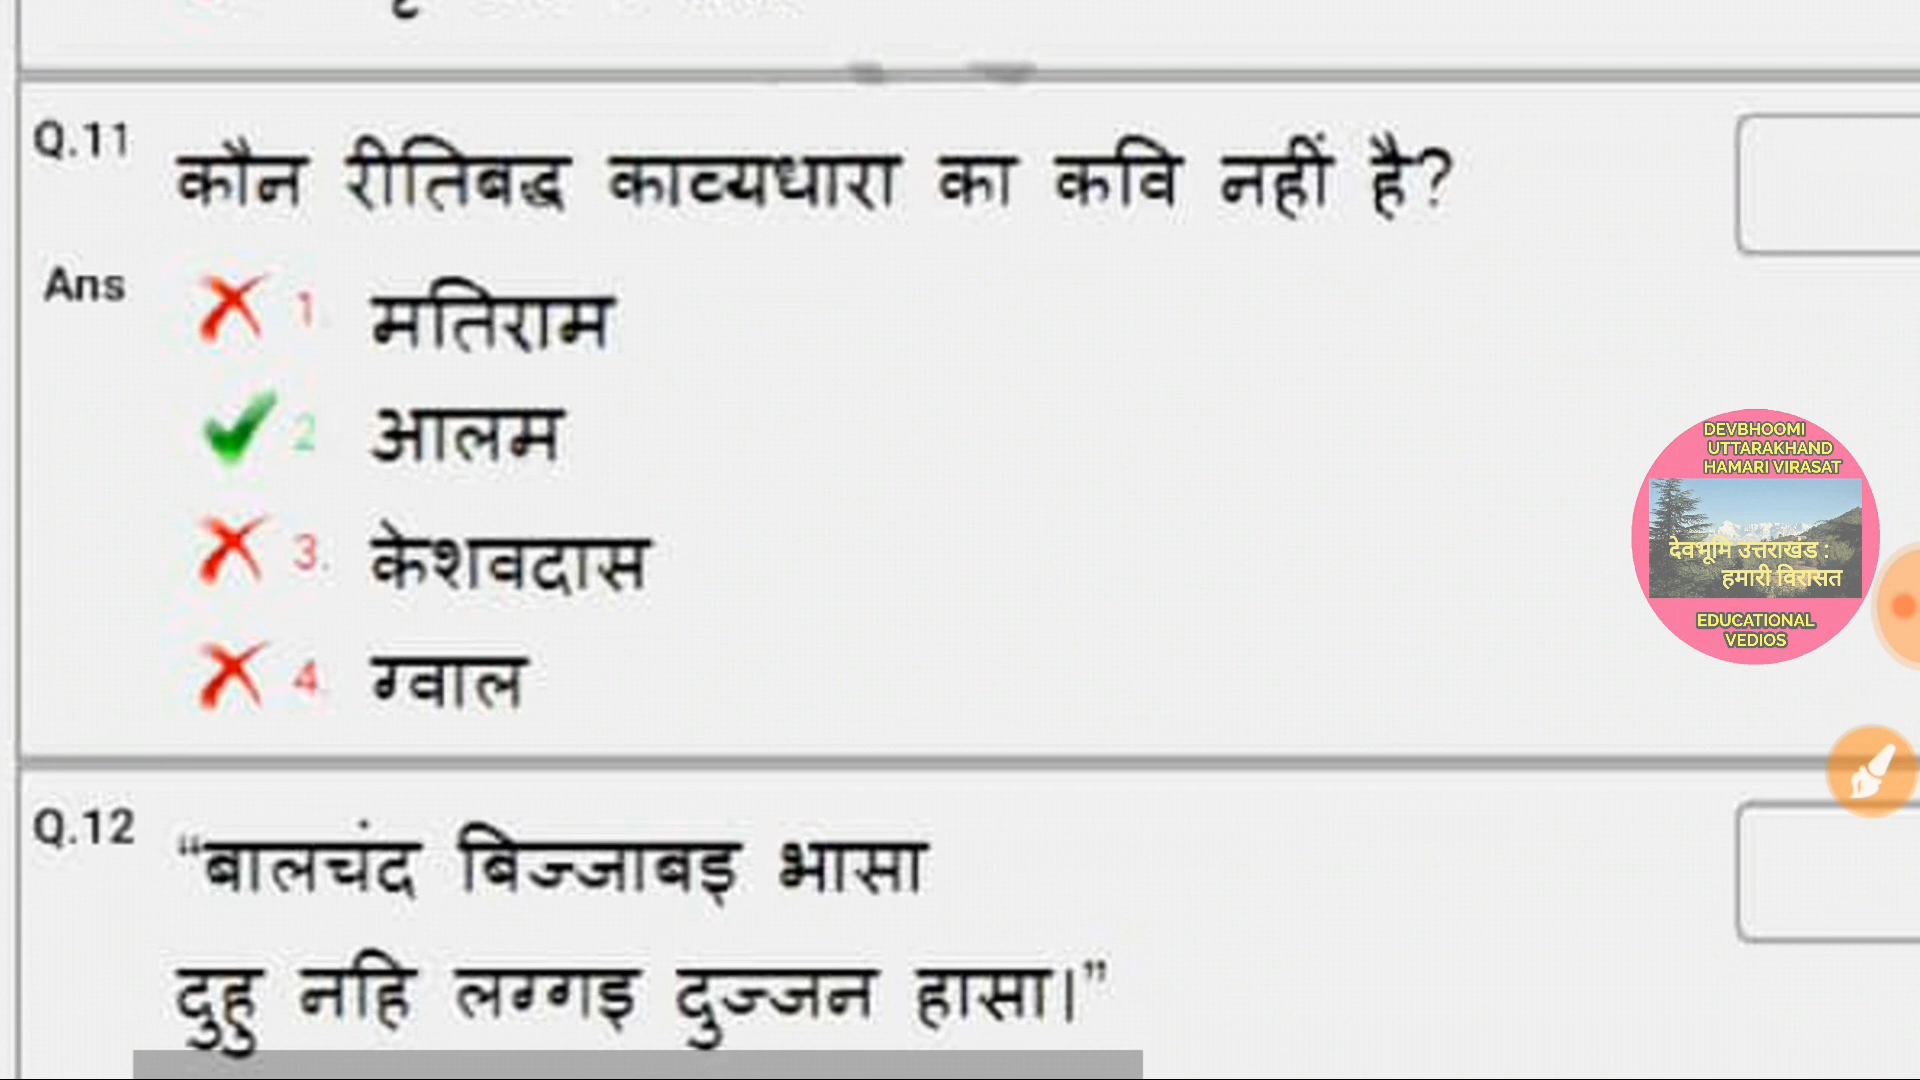 Q.11
कौन रीतिबद्ध काव्यधारा का कवि नहीं है?
Ans
1. मतिराम
2 आलम
3. केशवदास
4. ग्वाल
DEVBHOOMI
UTTARAKHAND
HAMARI VIRASAT
देवभूमि उत्तराखंड :
हमारी विरासत
EDUCATIONAL
VEDIOS
Q.12
“बालचंद बिज्जाबइ भासा
दुहु नहि लग्गइ दुज्जन हासा।”